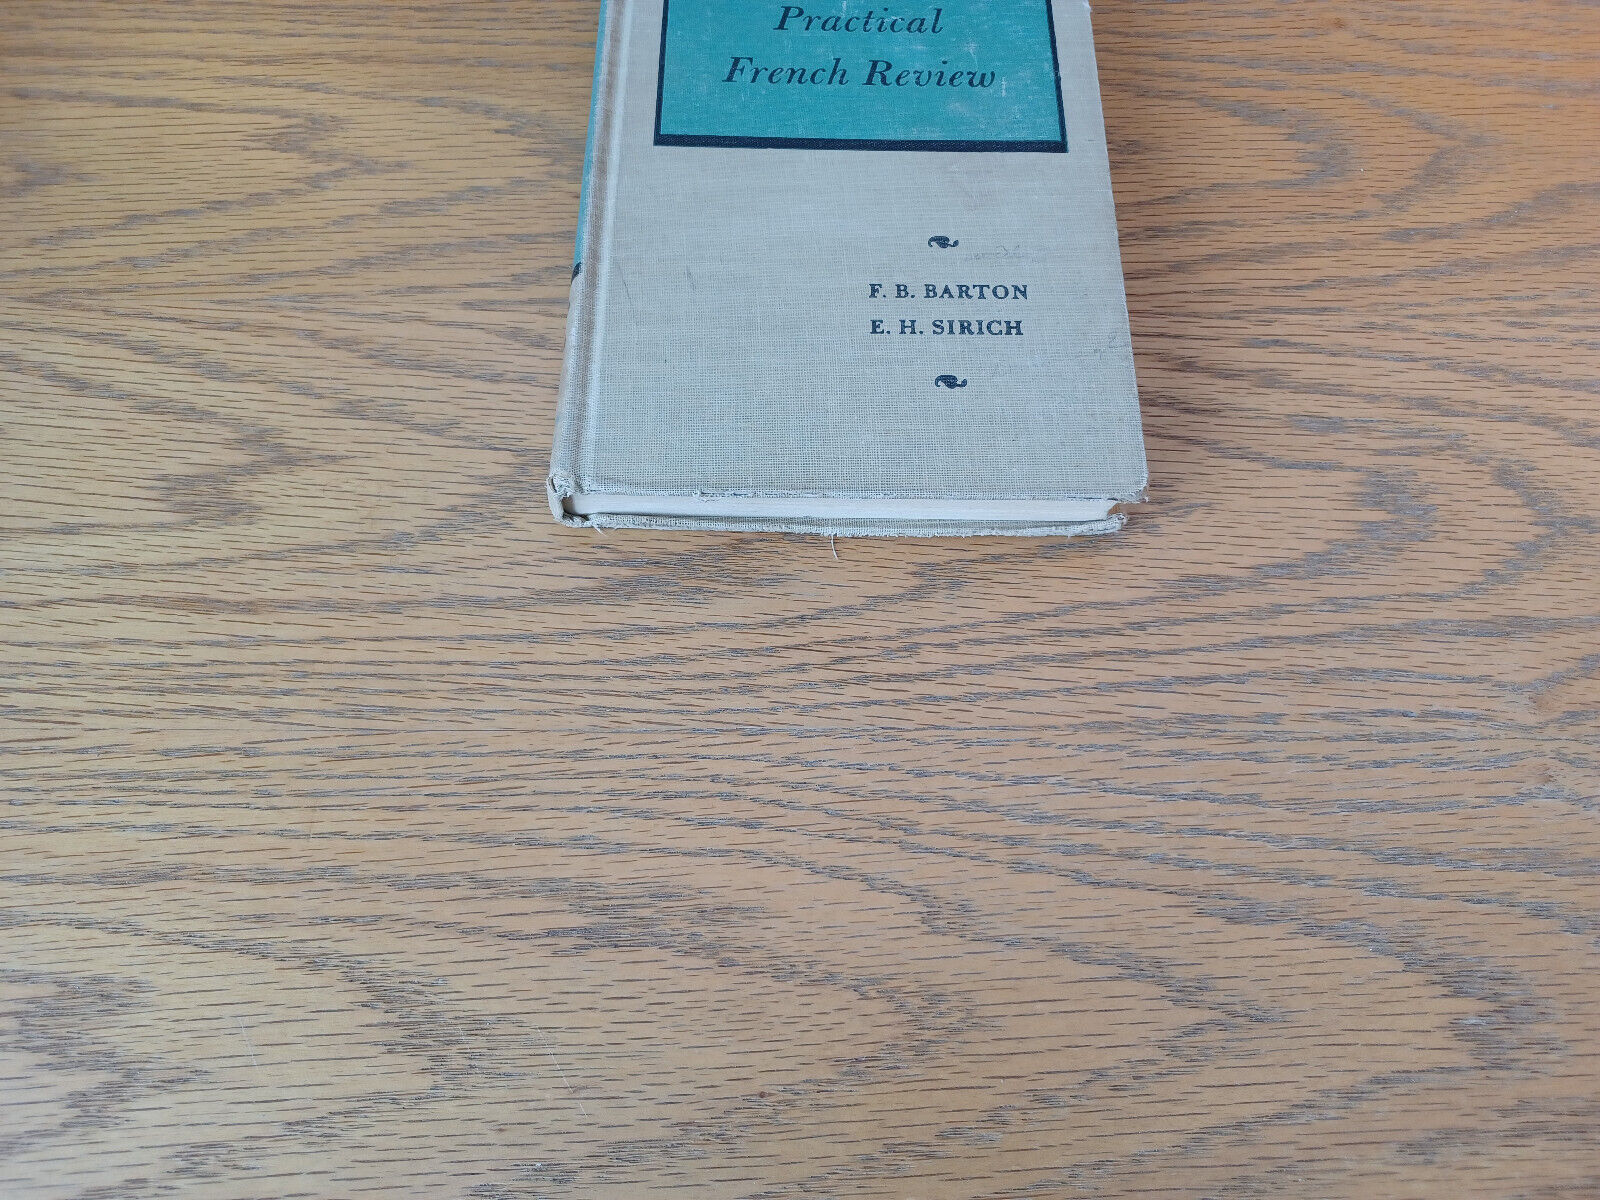 Practical
French Review
F. B. BARTON
E. H. SIRICH